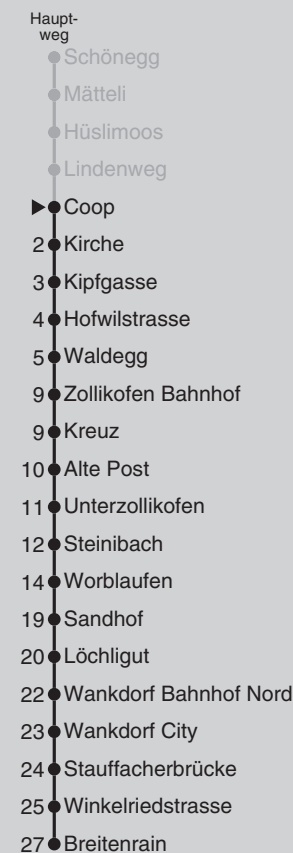 Haupt-
weg
Schönegg
Mätteli
Hüslimoos
Lindenweg
Coop
2 Kirche
3 Kipfgasse
4 Hofwilstrasse
5 Waldegg
9 Zollikofen Bahnhof
9 Kreuz
10 Alte Post
11 Unterzollikofen
12 Steinibach
14 Worblaufen
19 Sandhof
20 Löchligut
22 Wankdorf Bahnhof Nord
23 Wankdorf City
24 Stauffacherbrücke
25 Winkelriedstrasse
27 Breitenrain